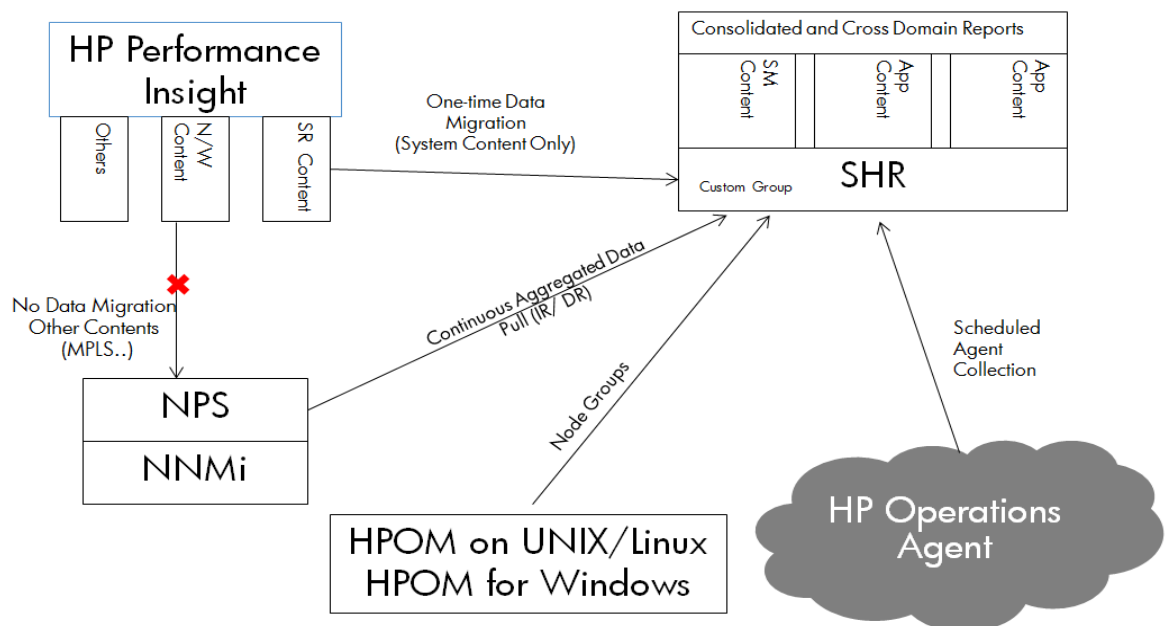 HP Performance
Insight
Others
N/W
Content
SR Content
One-time Data
Migration
(System Content Only)
Consolidated and Cross Domain Reports
SM
Content
App
Content
App
Content
SHR
Custom Group
No Data Migration
Other Contents
(MPLS..)
Continuous Aggregated Data
Pull (IR/ DR)
Node Groups
Scheduled
Agent
Collection
NPS
NNMi
HPOM on UNIX/Linux
HPOM for Windows
HP Operations
Agent